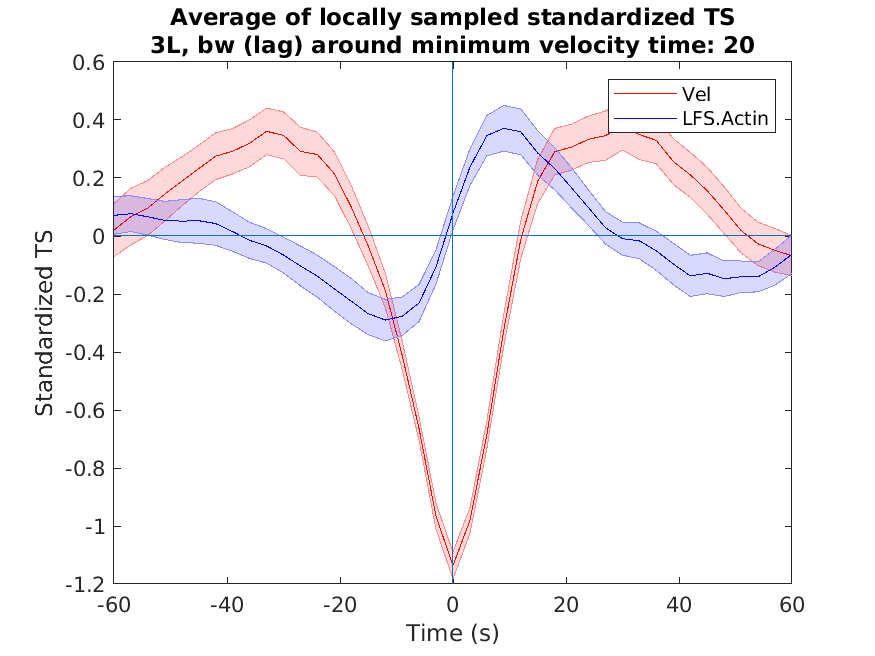 Average of locally sampled standardized TS
3L, bw (lag) around minimum velocity time: 20
0.6
0.4
0.2
0
-0.2
-0.4
-0.6
-0.8
-1
-1.2
Standardized TS
Vel
LFS.Actin
-60
-40
-20
0
20
40
60
Time (s)